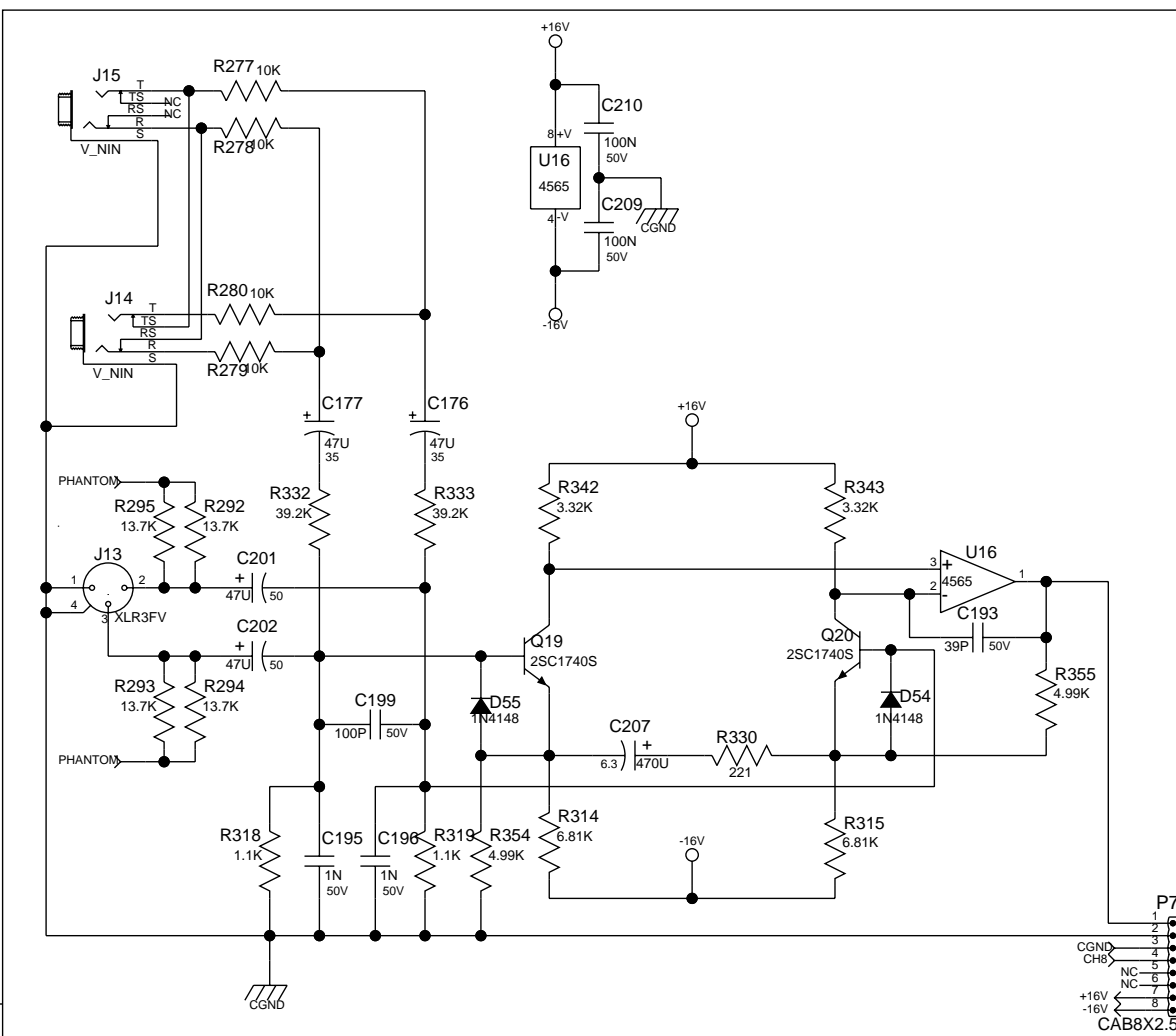 +16V
J15
T
TS
RS
R
S
NC
NC
V_NIN
R277 10K
R278 10K
8 +V
U16
4565
4 -V
C210
100N
50V
C209
100N
50V
CGND
-16V
J14
T
TS
RS
R
S
V_NIN
R280 10K
R279 10K
C177
+
47U
35
C176
+
47U
35
+16V
PHANTOM
R295
13.7K
R292
13.7K
R332
39.2K
R333
39.2K
R342
3.32K
R343
3.32K
J13
1
2
4
3
XLR3FV
C201
+
47U
50
U16
3
+
2
-
4565
1
C193
39P
50V
C202
+
47U
50
Q19
2SC1740S
Q20
2SC1740S
R293
13.7K
R294
13.7K
C199
100P
50V
D55
1N4148
D54
1N4148
R355
4.99K
C207
+
6.3
470U
R330
221
PHANTOM
R318
1.1K
C195
1N
50V
C196
1N
50V
R319
1.1K
R354
4.99K
R314
6.81K
-16V
R315
6.81K
CGND
P7
1
2
3
4
5
6
7
8
CGND
CH8
NC
NC
+16V
-16V
CAB8X2.5